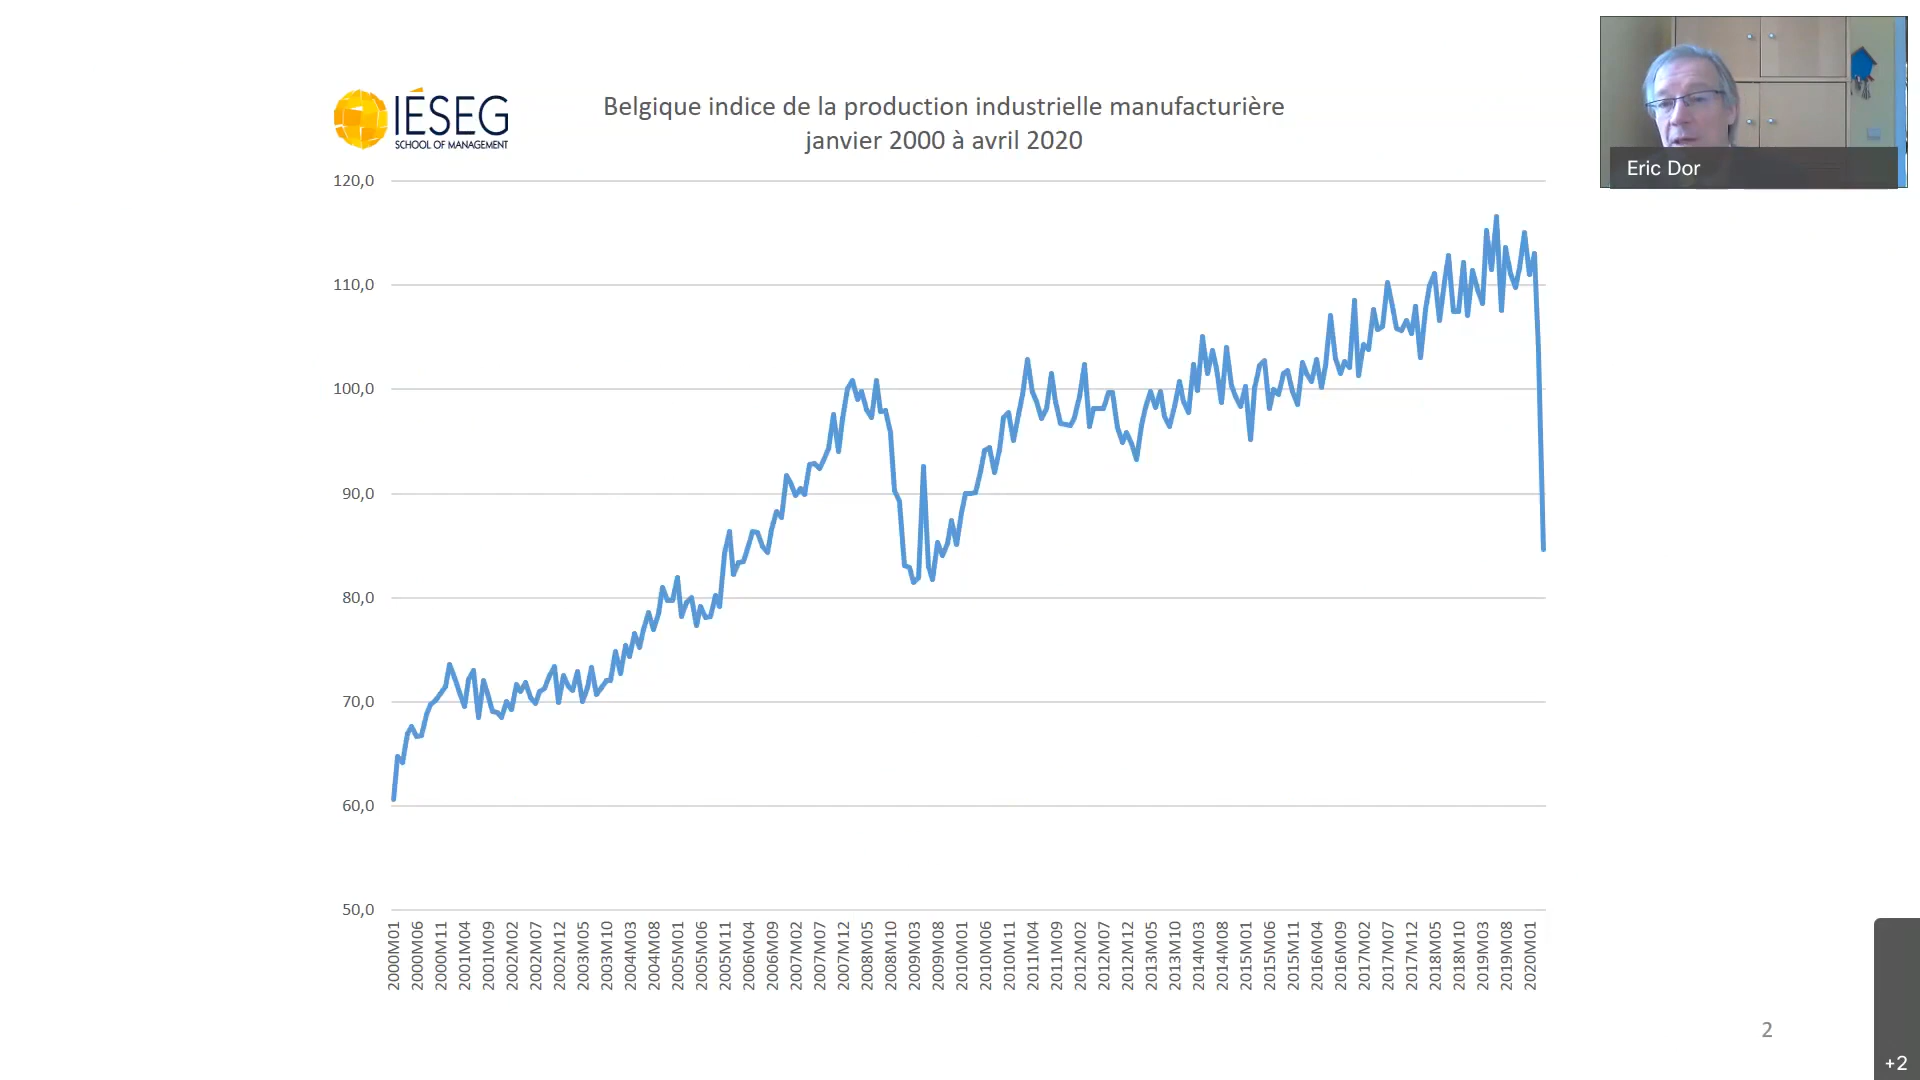 IÉSEG
SCHOOL OF MANAGEMENT
Belgique indice de la production industrielle manufacturière
janvier 2000 à avril 2020
Eric Dor
120,0
110,0
100,0
90,0
80,0
70,0
60,0
50,0
2000M01
2000M06
2000M11
2001M04
2001M09
2002M02
2002M07
2002M12
2003M05
2003M10
2004M03
2004M08
2005M01
2005M06
2005M11
2006M04
2006M09
2007M02
2007M07
2007M12
2008M05
2008M10
2009M03
2009M08
2010M01
2010M06
2010M11
2011M04
2011M09
2012M02
2012M07
2012M12
2013M05
2013M10
2014M03
2014M08
2015M01
2015M06
2015M11
2016M04
2016M09
2017M02
2017M07
2017M12
2018M05
2018M10
2019M03
2019M08
2020M01
2
+2